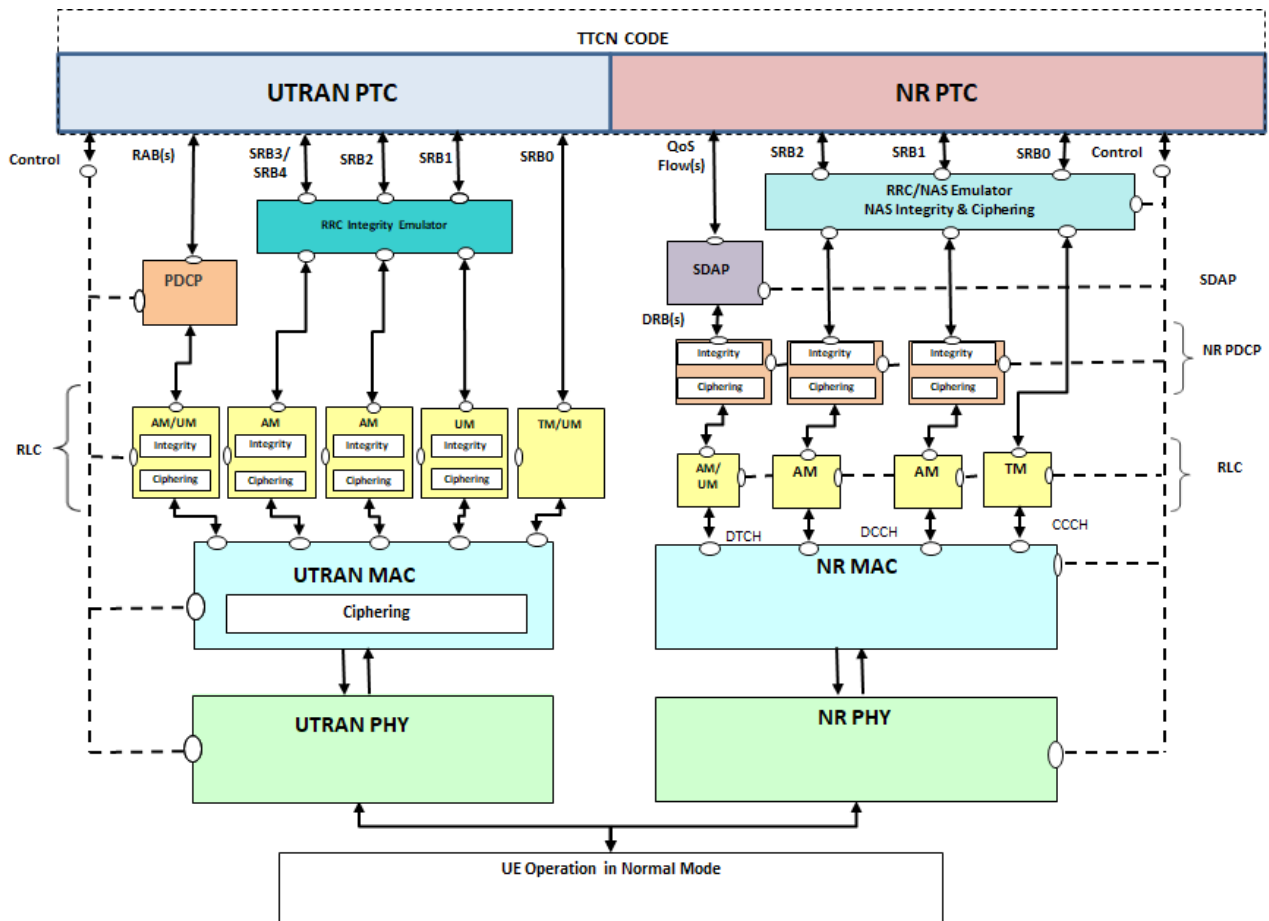 TTCN CODE
UTRAN PTC
NR PTC
Control
RAB(s)
SRB3/
SRB4
SRB2
SRB1
SRB0
QoS
Flow(s)
SRB2
SRB1
SRB0
Control
RRC Integrity Emulator
RRC/NAS Emulator
NAS Integrity & Ciphering
PDCP
SDAP
SDAP
DRB(s)
Integrity
Ciphering
Integrity
Ciphering
Integrity
Ciphering
NR PDCP
RLC
AM/UM
Integrity
Ciphering
AM
Integrity
Ciphering
AM
Integrity
Ciphering
UM
Integrity
Ciphering
TM/UM
AM/
UM
AM
AM
TM
RLC
DTCH
DCCH
CCCH
UTRAN MAC
Ciphering
NR MAC
UTRAN PHY
NR PHY
UE Operation in Normal Mode